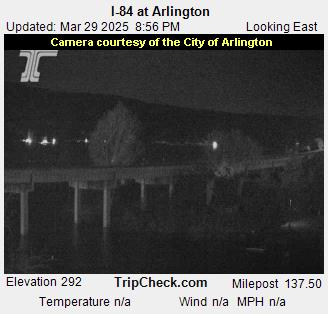 I-84 at Arlington
Updated: Mar 29 2025 8:56 PM Looking East
Camera courtesy of the City of Arlington
Elevation 292 TripCheck.com Milepost 137.50
Temperature n/a Wind n/a MPH n/a